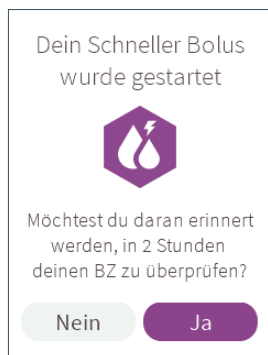 Dein Schneller Bolus
wurde gestartet
Möchtest du daran erinnert
werden, in 2 Stunden
deinen BZ zu überprüfen?
Nein
Ja